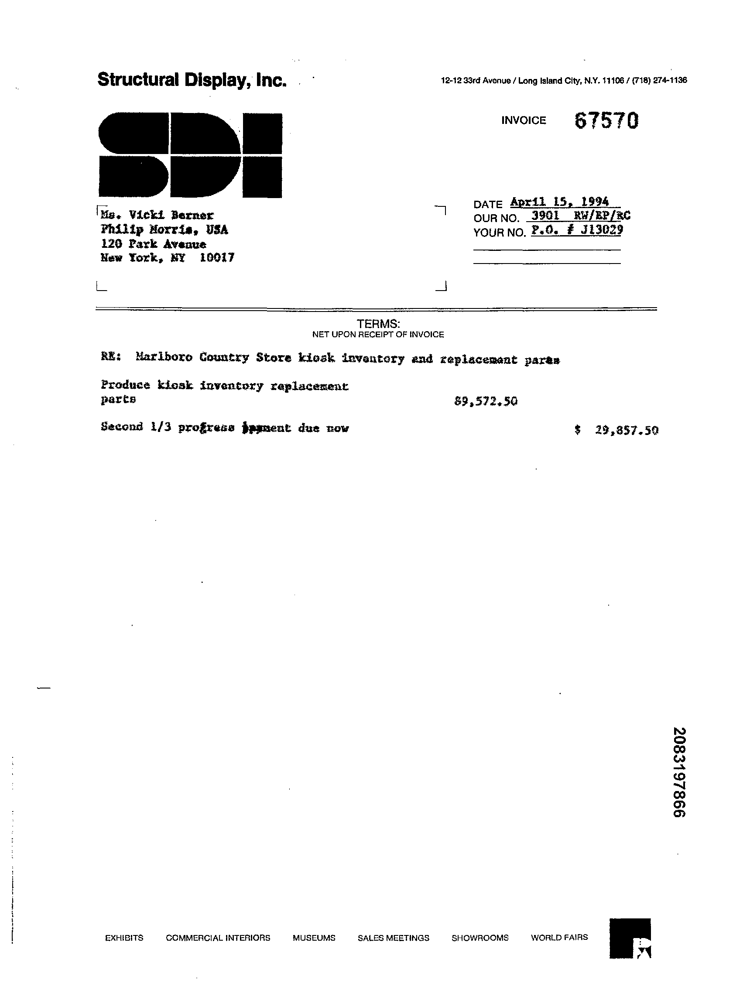 Structural Display, Inc.
12-12 33rd Avenue / Long Island City, N.Y. 11106 / (718) 274-1136
SDI
INVOICE 67570
DATE April 15, 1994
OUR NO. 3901 RW/EP/RC
YOUR NO. P.O. # J13029
Ms. Vicki Berner
Philip Morris, USA
120 Park Avenue
New York, NY 10017
TERMS:
NET UPON RECEIPT OF INVOICE
RE: Marlboro Country Store kiosk inventory and replacement parts
Produce kiosk inventory replacement
parts 89,572.50
Second 1/3 progress payment due now $ 29,857.50
2083197866
EXHIBITS COMMERCIAL INTERIORS MUSEUMS SALES MEETINGS SHOWROOMS WORLD FAIRS